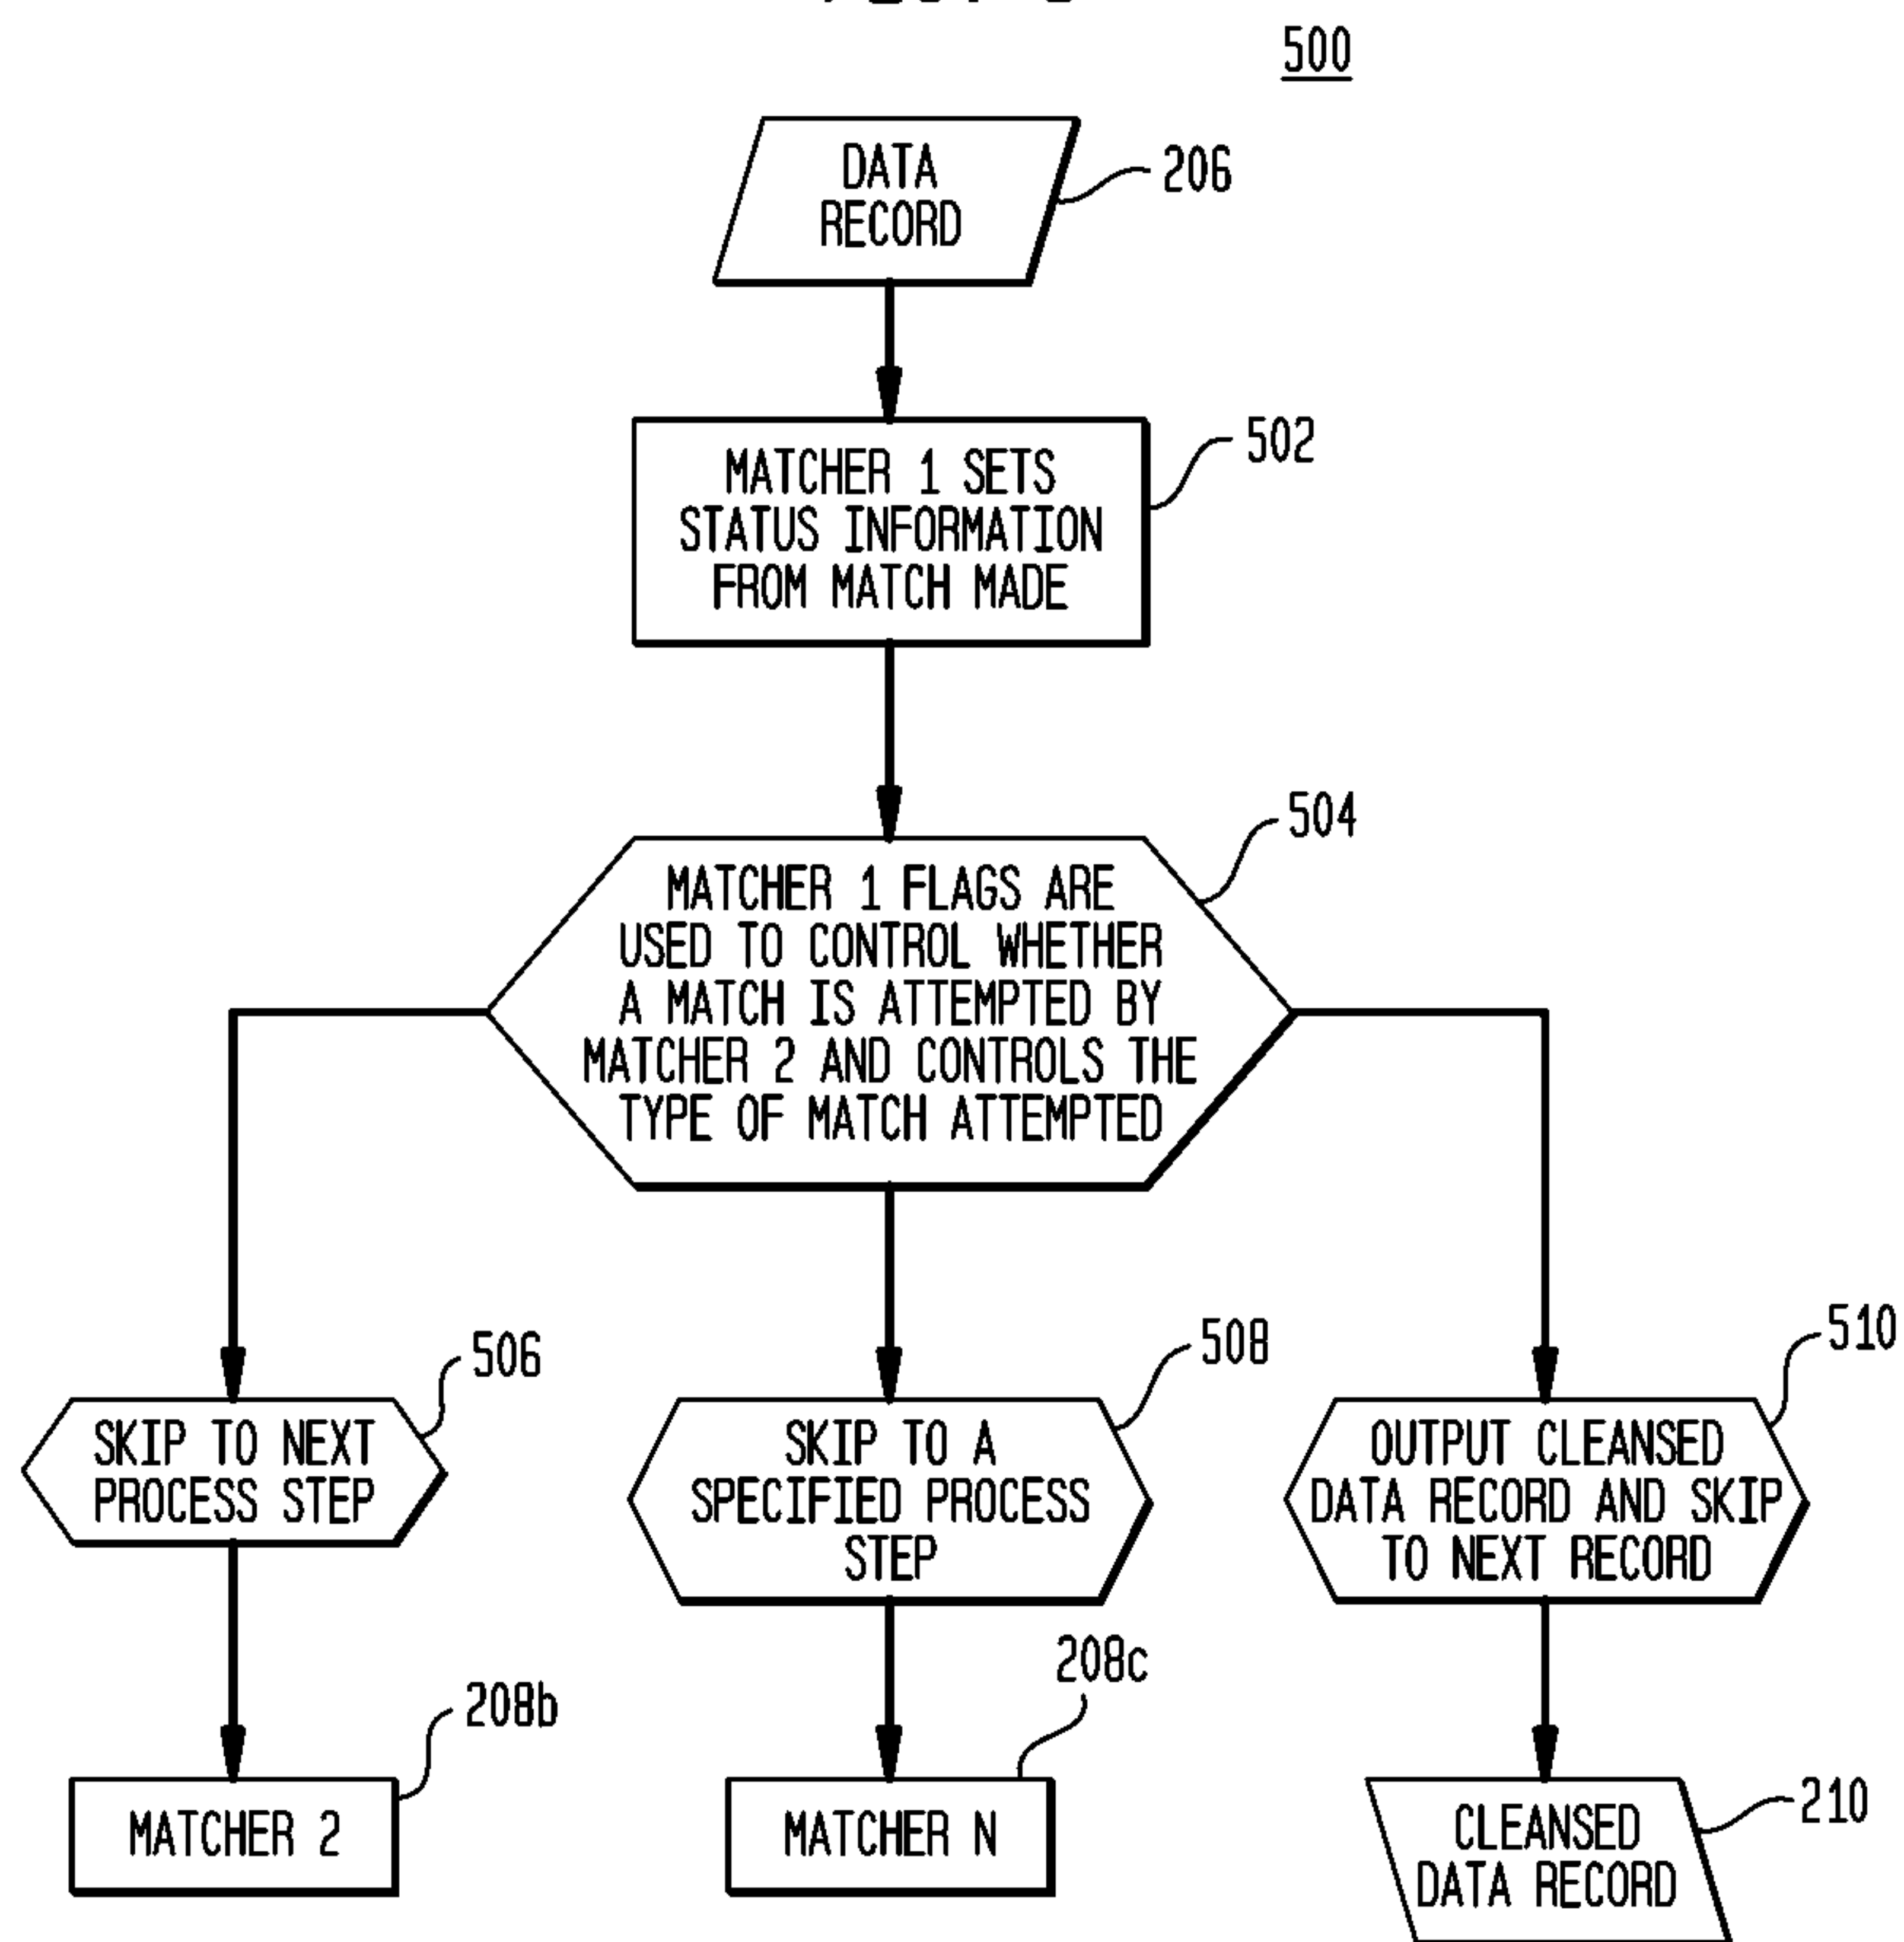 500
DATA
RECORD
206
MATCHER 1 SETS
STATUS INFORMATION
FROM MATCH MADE
502
MATCHER 1 FLAGS ARE
USED TO CONTROL WHETHER
A MATCH IS ATTEMPTED BY
MATCHER 2 AND CONTROLS THE
TYPE OF MATCH ATTEMPTED
504
SKIP TO NEXT
PROCESS STEP
506
SKIP TO A
SPECIFIED PROCESS
STEP
508
OUTPUT CLEANSED
DATA RECORD AND SKIP
TO NEXT RECORD
510
MATCHER 2
208b
MATCHER N
208c
CLEANSED
DATA RECORD
210